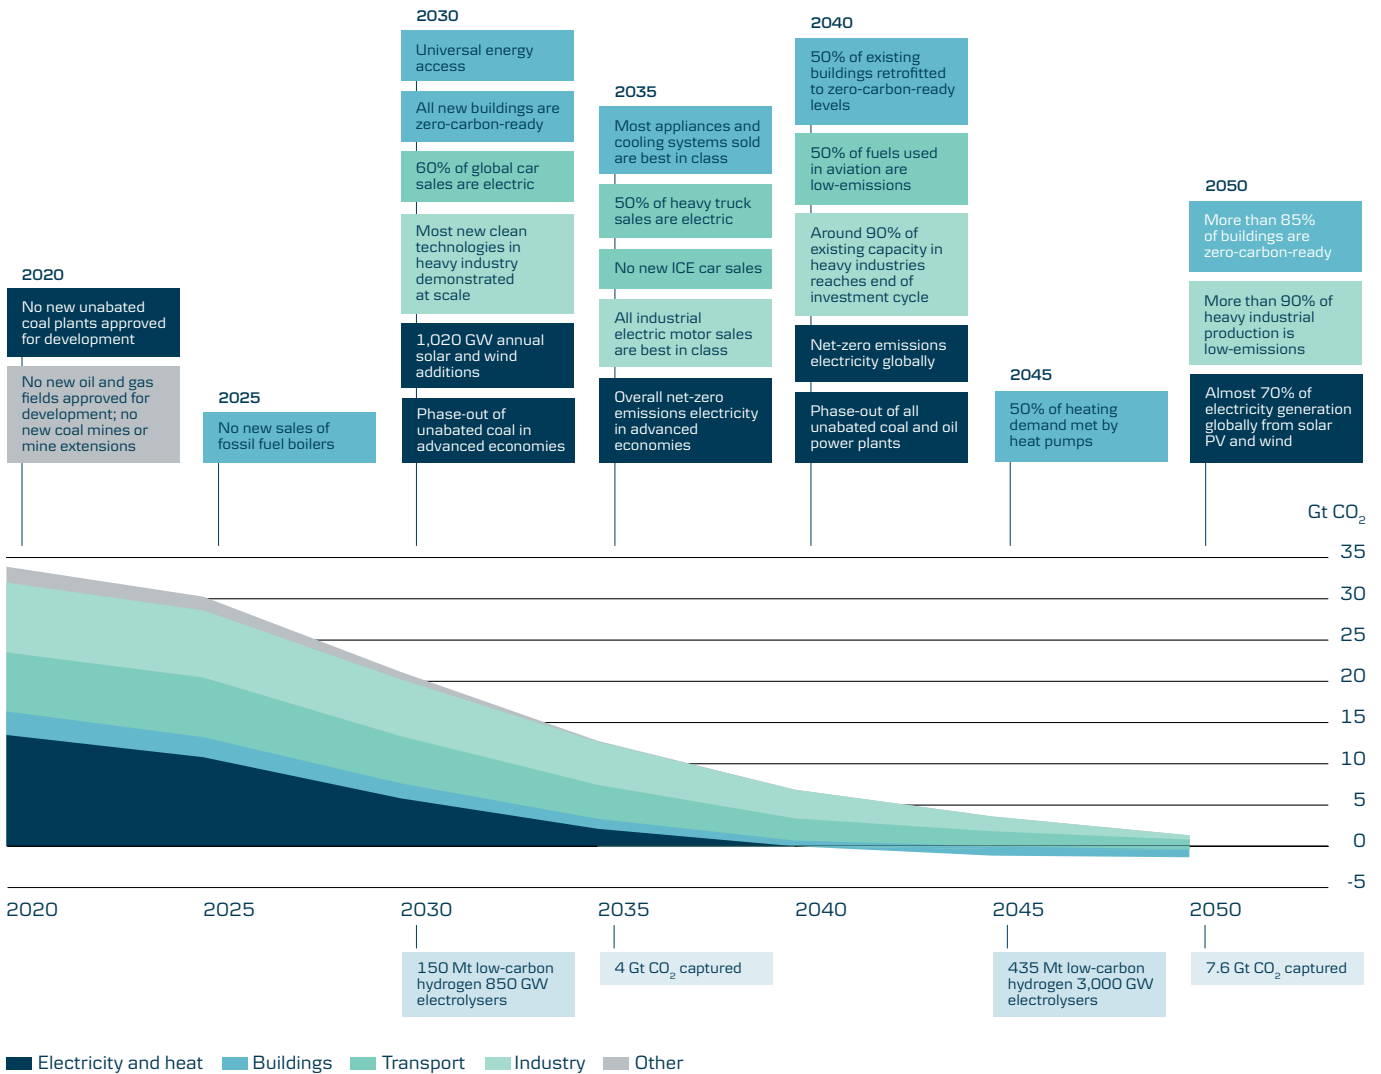 2020
No new unabated
coal plants approved
for development
No new oil and gas
fields approved for
development; no
new coal mines or
mine extensions
2025
No new sales of
fossil fuel boilers
2030
Universal energy
access
All new buildings are
zero-carbon-ready
60% of global car
sales are electric
Most new clean
technologies in
heavy industry
demonstrated
at scale
1,020 GW annual
solar and wind
additions
Phase-out of
unabated coal in
advanced economies
2035
Most appliances and
cooling systems sold
are best in class
50% of heavy truck
sales are electric
No new ICE car sales
All industrial
electric motor sales
are best in class
Overall net-zero
emissions electricity
in advanced
economies
2040
50% of existing
buildings retrofitted
to zero-carbon-ready
levels
50% of fuels used
in aviation are
low-emissions
Around 90% of
existing capacity in
heavy industries
reaches end of
investment cycle
Net-zero emissions
electricity globally
Phase-out of all
unabated coal and oil
power plants
2045
50% of heating
demand met by
heat pumps
2050
More than 85%
of buildings are
zero-carbon-ready
More than 90% of
heavy industrial
production is
low-emissions
Almost 70% of
electricity generation
globally from solar
PV and wind
Gt CO₂
35
30
25
20
15
10
5
0
-5
2020 2025 2030 2035 2040 2045 2050
150 Mt low-carbon
hydrogen 850 GW
electrolysers
4 Gt CO₂ captured
435 Mt low-carbon
hydrogen 3,000 GW
electrolysers
7.6 Gt CO₂ captured
Electricity and heat Buildings Transport Industry Other